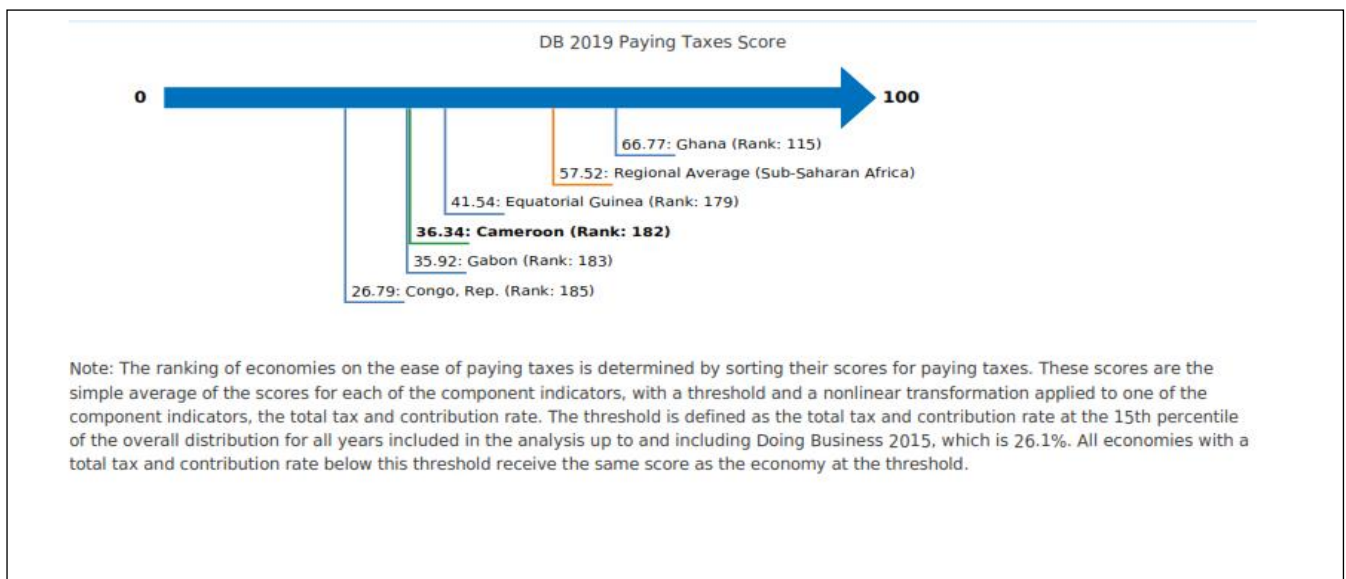 DB 2019 Paying Taxes Score
0
100
66.77: Ghana (Rank: 115)
57.52: Regional Average (Sub-Saharan Africa)
41.54: Equatorial Guinea (Rank: 179)
36.34: Cameroon (Rank: 182)
35.92: Gabon (Rank: 183)
26.79: Congo, Rep. (Rank: 185)
Note: The ranking of economies on the ease of paying taxes is determined by sorting their scores for paying taxes. These scores are the
simple average of the scores for each of the component indicators, with a threshold and a nonlinear transformation applied to one of the
component indicators, the total tax and contribution rate. The threshold is defined as the total tax and contribution rate at the 15th percentile
of the overall distribution for all years included in the analysis up to and including Doing Business 2015, which is 26.1%. All economies with a
total tax and contribution rate below this threshold receive the same score as the economy at the threshold.